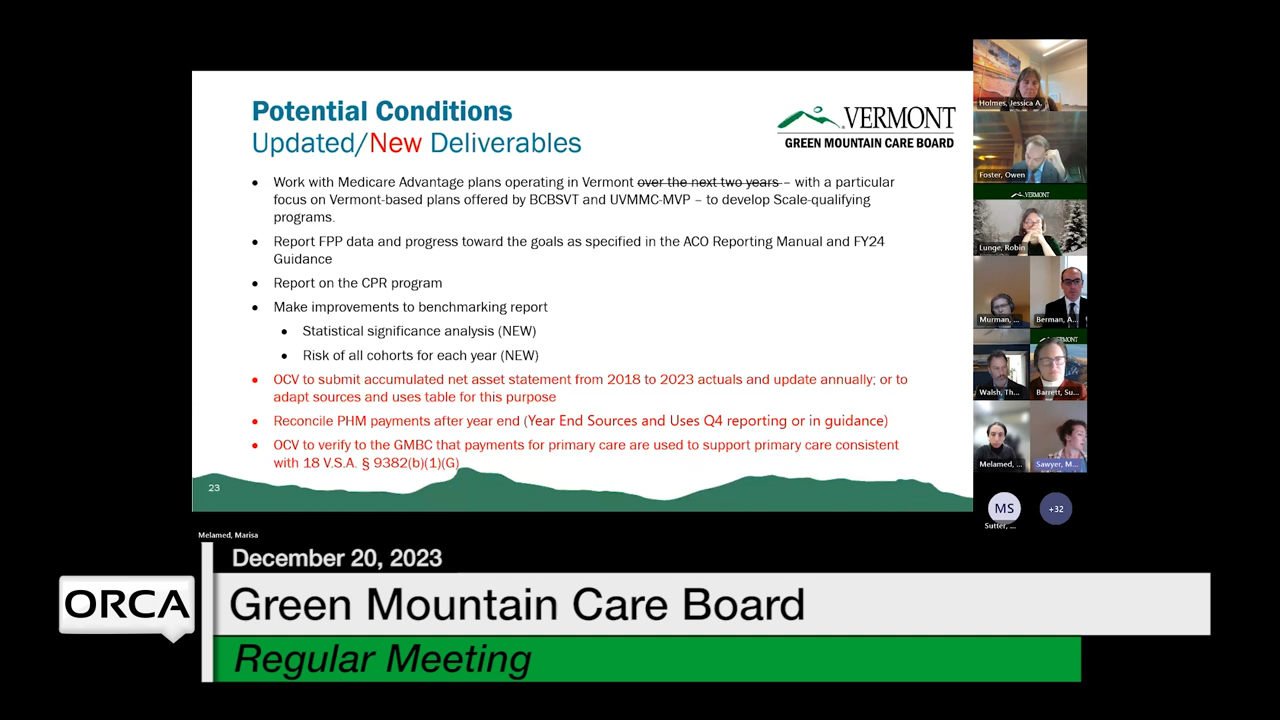 Potential Conditions
Updated/New Deliverables
VERMONT
GREEN MOUNTAIN CARE BOARD
• Work with Medicare Advantage plans operating in Vermont over the next two years – with a particular
focus on Vermont-based plans offered by BCBSVT and UVMMC-MVP – to develop Scale-qualifying
programs.
• Report FPP data and progress toward the goals as specified in the ACO Reporting Manual and FY24
Guidance
• Report on the CPR program
• Make improvements to benchmarking report
• Statistical significance analysis (NEW)
• Risk of all cohorts for each year (NEW)
• OCV to submit accumulated net asset statement from 2018 to 2023 actuals and update annually; or to
adapt sources and uses table for this purpose
• Reconcile PHM payments after year end (Year End Sources and Uses Q4 reporting or in guidance)
• OCV to verify to the GMBC that payments for primary care are used to support primary care consistent
with 18 V.S.A. § 9382(b)(1)(G)
23
Holmes, Jessica A.
Foster, Owen
VERMONT
Lunge, Robin
Murman, ...
Berman, A...
VERMONT
Walsh, Th...
Barrett, Su...
Melamed, ...
Sawyer, M...
MS
+32
Sutter, ...
Melamed, Marisa
December 20, 2023
ORCA
Green Mountain Care Board
Regular Meeting